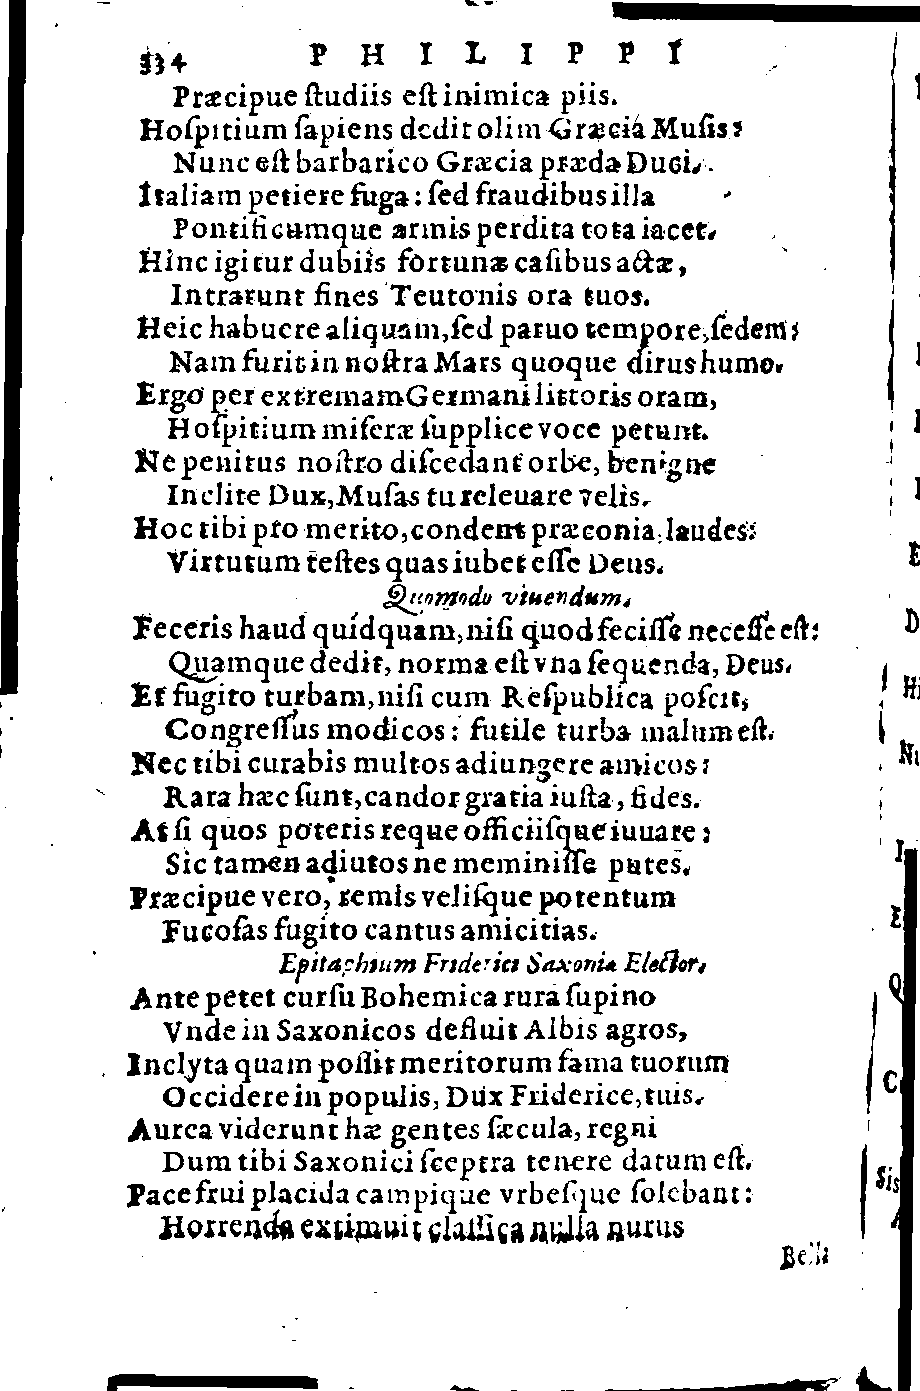 334 PHILIPPI
Præcipue ſtudiis eſt inimica piis.
Hoſpitium ſapiens dedit olim Græcia Muſis:
Nunc eſt barbarico Græcia præda Duci.
Italiam petiere fuga: ſed fraudibus illa
Pontificumque armis perdita tota iacet.
Hinc igitur dubiis fortunæ caſibus actæ,
Intrarunt fines Teutonis ora tuos.
Heic habuere aliquam, ſed paruo tempore, ſedem:
Nam furit in noſtra Mars quoque dirus humo.
Ergo per extremam Germani littoris oram,
Hoſpitium miſeræ ſupplice voce petunt.
Ne penitus noſtro diſcedant orbe, benigne
Inclite Dux, Muſas tu releuare velis.
Hoc tibi pro merito, condent præconia, laudes:
Virtutum teſtes quas iubet eſſe Deus.
Quomodo viuendum.
Feceris haud quidquam, niſi quod feciſſe neceſſe eſt:
Quamque dedit, norma eſt vna ſequenda, Deus.
Et fugito turbam, niſi cum Reſpublica poſcit,
Congreſſus modicos: futile turba malum eſt.
Nec tibi curabis multos adiungere amicos:
Rara hæc ſunt, candor gratia iuſta, fides.
At ſi quos poteris reque officiiſque iuuare:
Sic tamen adiutos ne meminiſſe putes.
Præcipue vero, remis veliſque potentum
Fucoſas fugito cantus amicitias.
Epitaphium Friderici Saxoniæ Elector.
Ante petet curſu Bohemica rura ſupino
Vnde in Saxonicos defluit Albis agros,
Inclyta quam poſſit meritorum fama tuorum
Occidere in populis, Dux Friderice, tuis.
Aurea viderunt hæ gentes ſæcula, regni
Dum tibi Saxonici ſceptra tenere datum eſt.
Pace frui placida campique vrbeſque ſolebant:
Horrenda extimuit claſſica nulla nurus
Belli